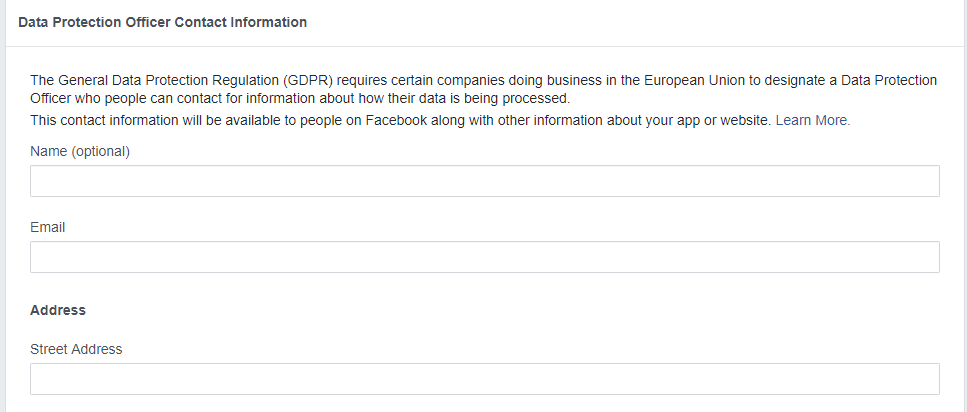 Data Protection Officer Contact Information
The General Data Protection Regulation (GDPR) requires certain companies doing business in the European Union to designate a Data Protection
Officer who people can contact for information about how their data is being processed.
This contact information will be available to people on Facebook along with other information about your app or website. Learn More.
Name (optional)
Email
Address
Street Address